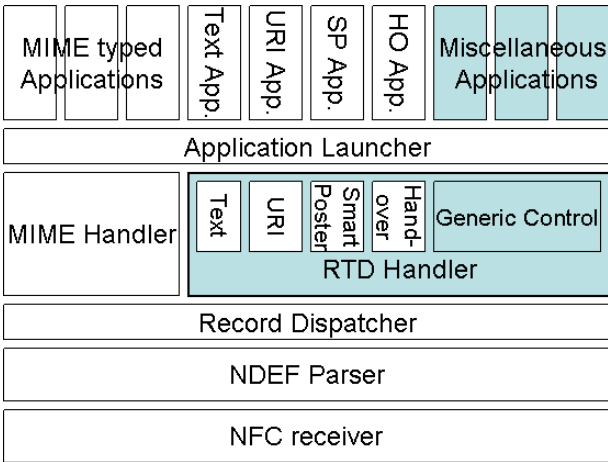 MIME typed
Applications
Text App.
URI App.
SP App.
HO App.
Miscellaneous
Applications
Application Launcher
MIME Handler
Text
URI
Smart
Poster
Hand-
over
Generic Control
RTD Handler
Record Dispatcher
NDEF Parser
NFC receiver